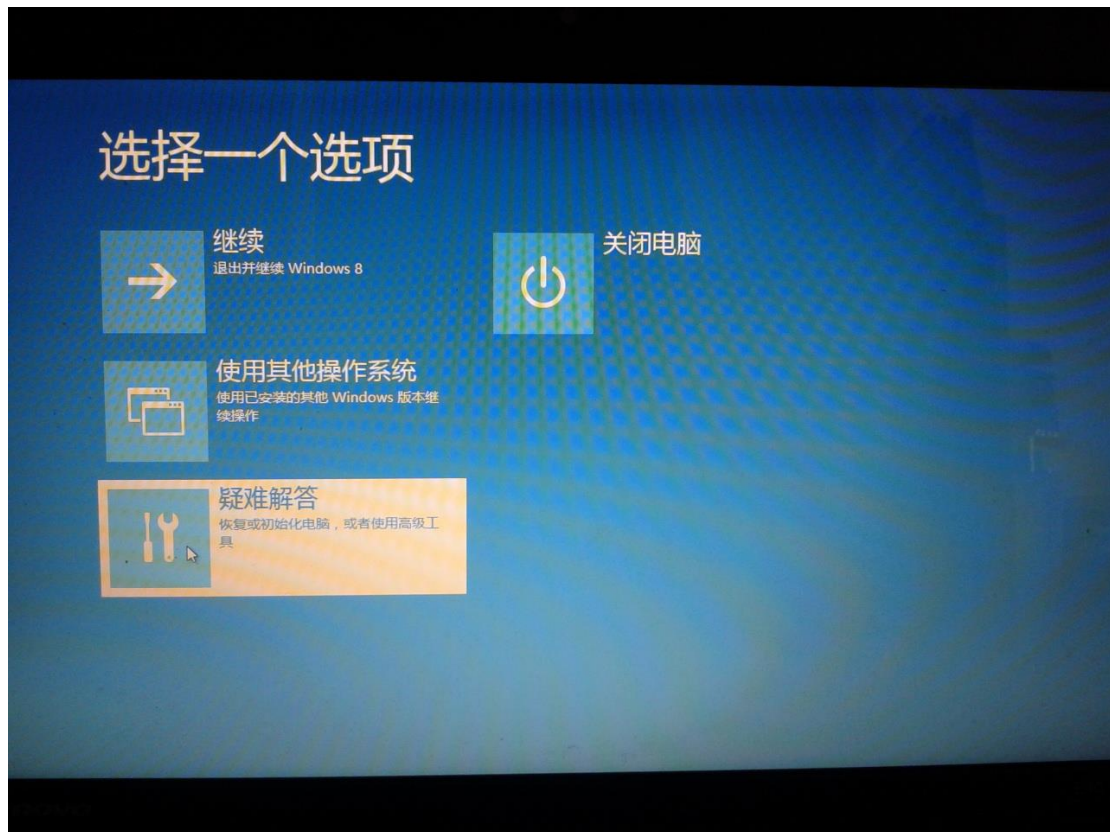 选择一个选项
继续
退出并继续 Windows 8
关闭电脑
使用其他操作系统
使用已安装的其他 Windows 版本继
续操作
疑难解答
恢复或初始化电脑，或者使用高级工
具